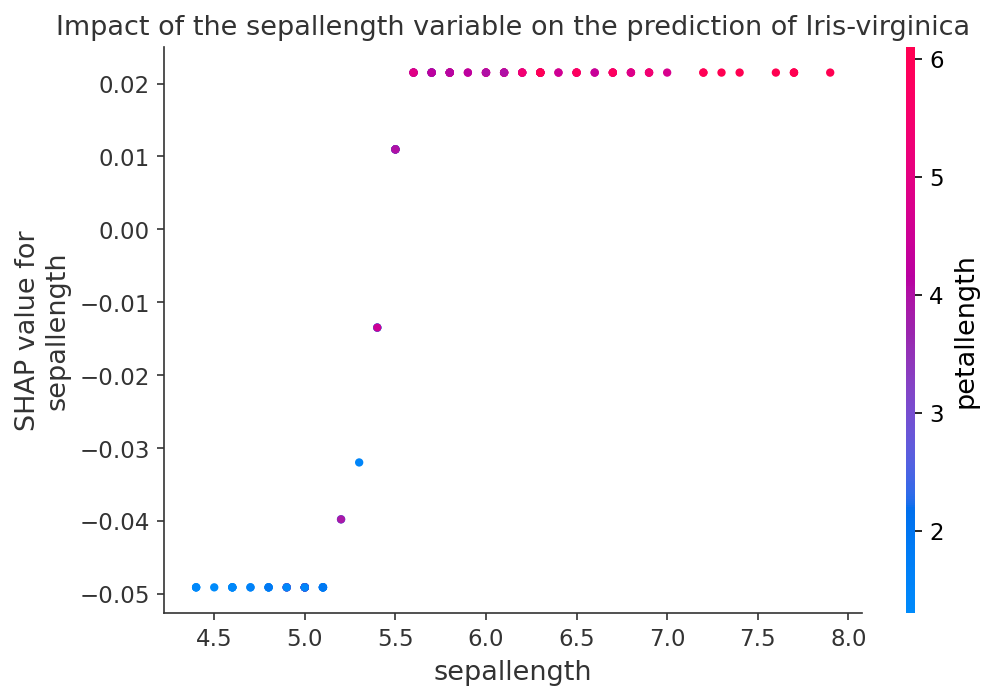 Impact of the sepallength variable on the prediction of Iris-virginica
SHAP value for
sepallength
0.02
0.01
0.00
−0.01
−0.02
−0.03
−0.04
−0.05
4.5 5.0 5.5 6.0 6.5 7.0 7.5 8.0
sepallength
6
5
4
3
2
petallength